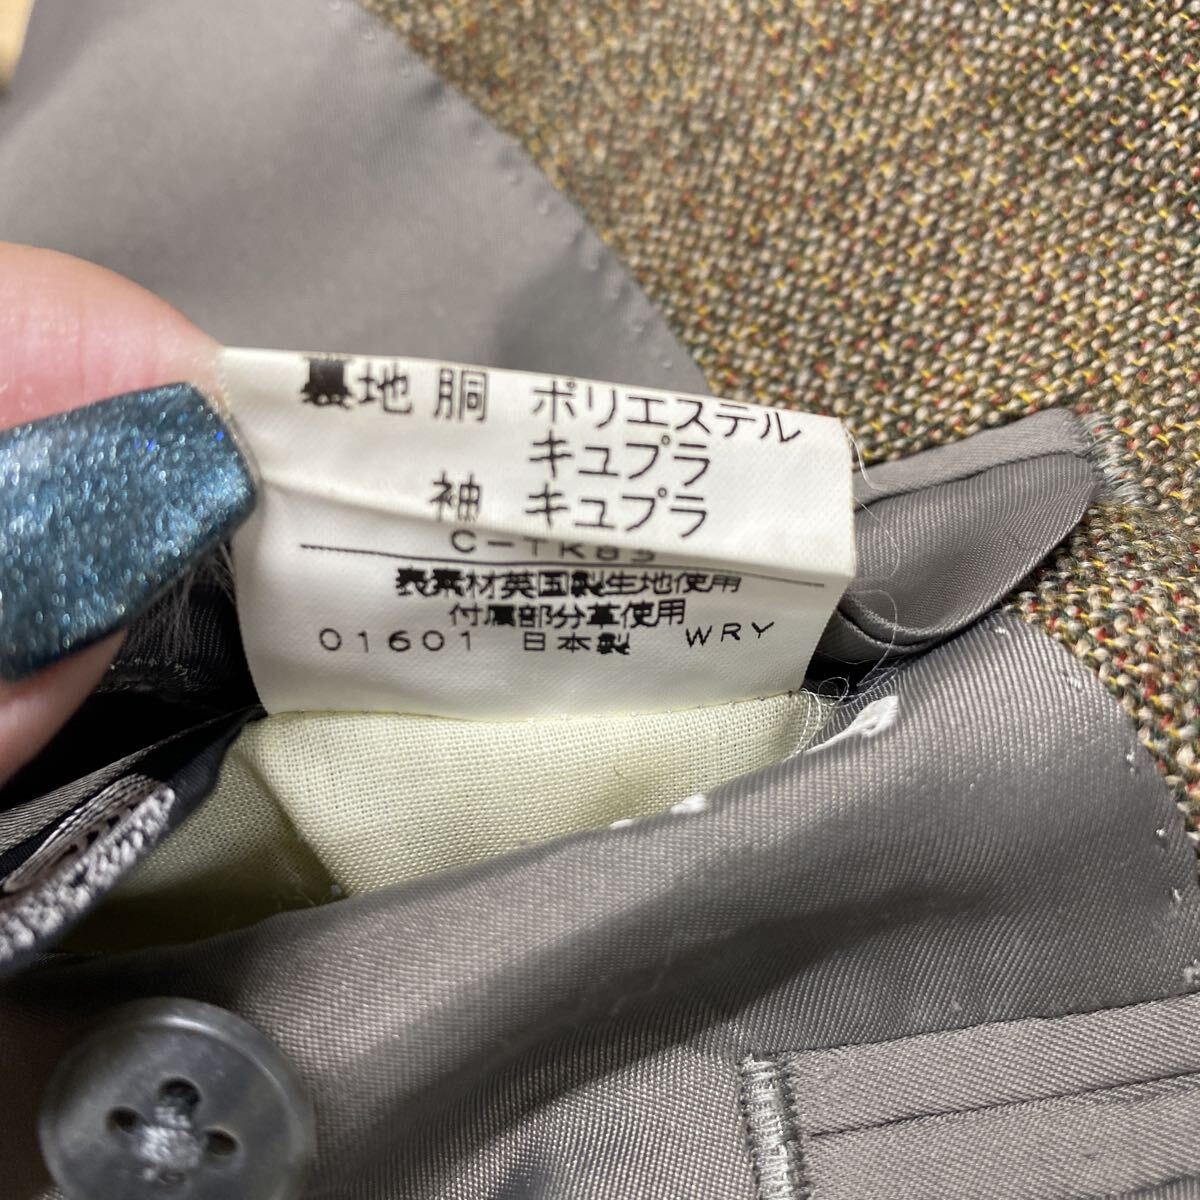 裏地 胴 ポリエステル
キュプラ
袖 キュプラ
C-TK85
表素材英国製生地使用
付属部分革使用
01601 日本製 WRY